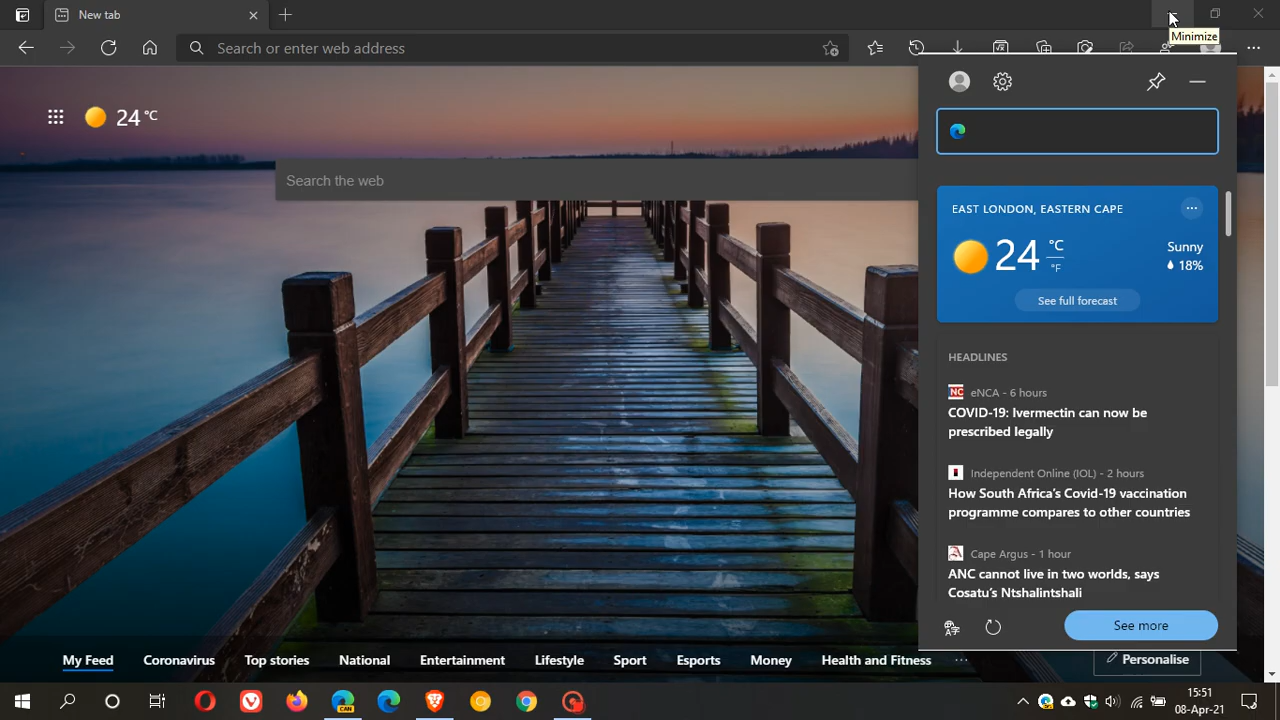 New tab
Minimize
Search or enter web address
24 °C
Search the web
EAST LONDON, EASTERN CAPE
24 °C
°F
Sunny
18%
See full forecast
HEADLINES
eNCA - 6 hours
COVID-19: Ivermectin can now be
prescribed legally
Independent Online (IOL) - 2 hours
How South Africa's Covid-19 vaccination
programme compares to other countries
Cape Argus - 1 hour
ANC cannot live in two worlds, says
Cosatu's Ntshalintshali
See more
My Feed
Coronavirus
Top stories
National
Entertainment
Lifestyle
Sport
Esports
Money
Health and Fitness
...
Personalise
CAN
15:51
08-Apr-21